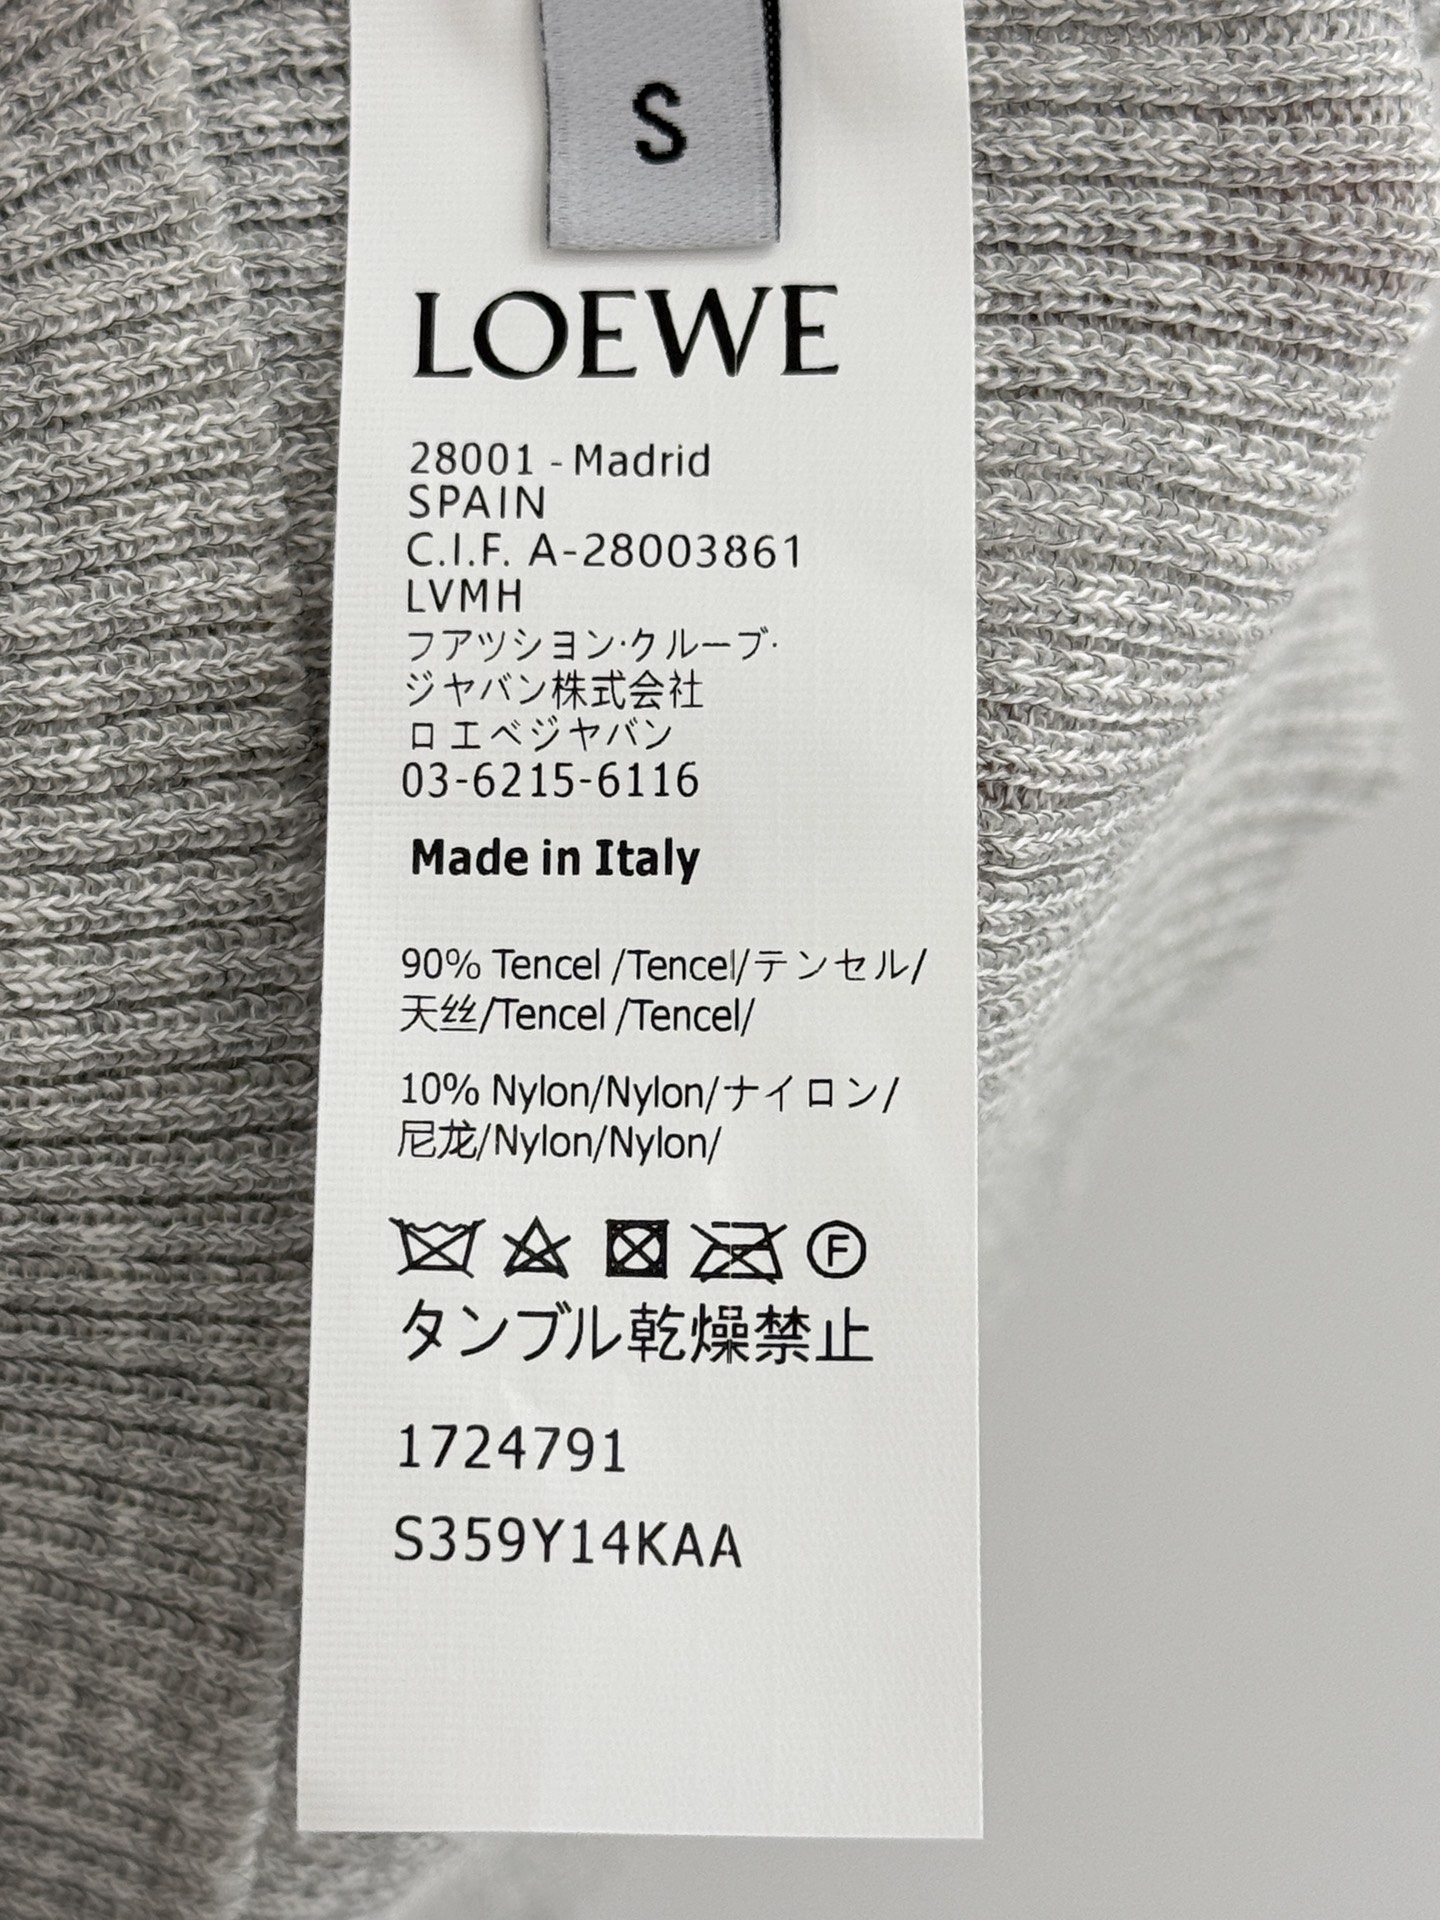 S
LOEWE
28001 - Madrid
SPAIN
C.I.F. A-28003861
LVMH
フアツシヨン·クルーブ·
ジヤバン株式会社
ロエベジヤバン
03-6215-6116
Made in Italy
90% Tencel /Tencel/テンセル/
天丝/Tencel /Tencel/
10% Nylon/Nylon/ナイロン/
尼龙/Nylon/Nylon/
F
タンブル乾燥禁止
1724791
S359Y14KAA